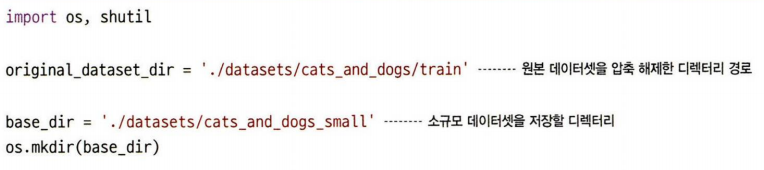 import os, shutil
original_dataset_dir = './datasets/cats_and_dogs/train' -------- 원본 데이터셋을 압축 해제한 디렉터리 경로
base_dir = './datasets/cats_and_dogs_small' -------- 소규모 데이터셋을 저장할 디렉터리
os.mkdir(base_dir)